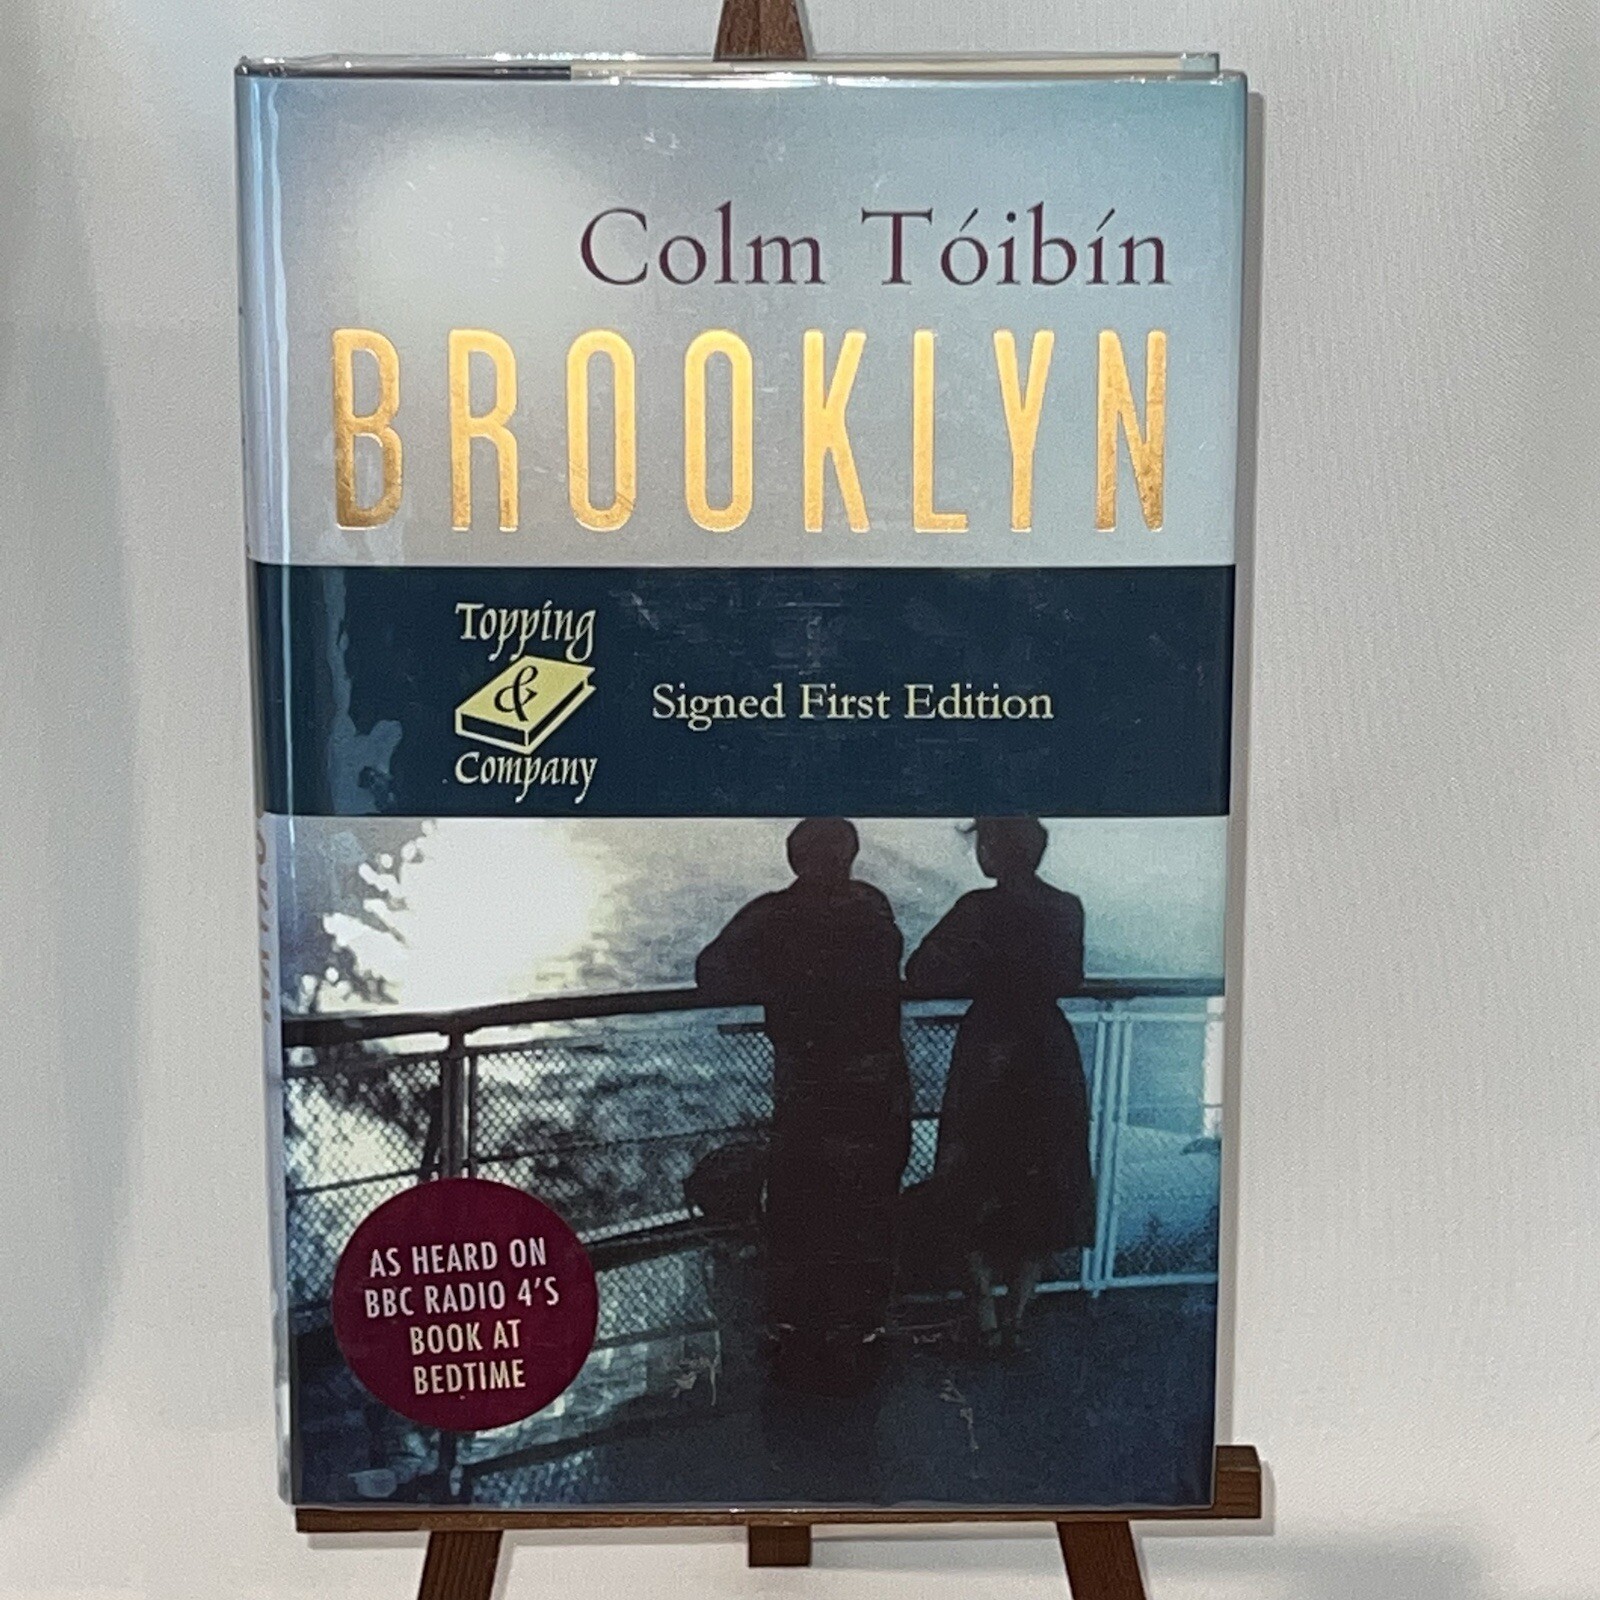 Colm Tóibín
BROOKLYN
Topping
&
Company
Signed First Edition
AS HEARD ON
BBC RADIO 4'S
BOOK AT
BEDTIME